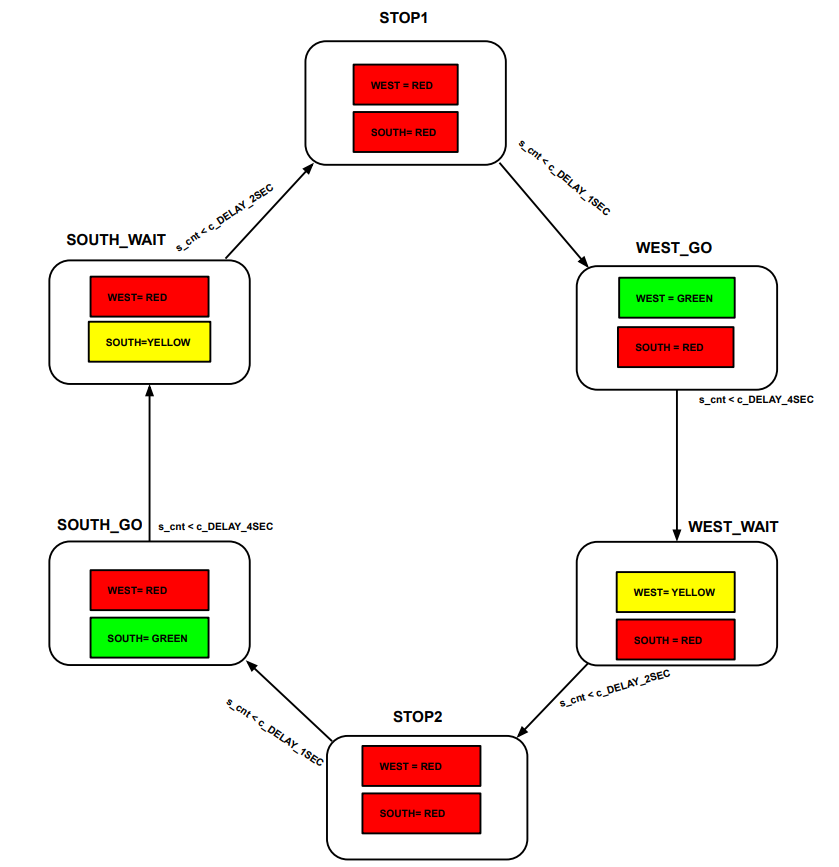 STOP1
WEST = RED
SOUTH= RED
s_cnt < c_DELAY_1SEC
WEST_GO
WEST = GREEN
SOUTH = RED
s_cnt < c_DELAY_4SEC
WEST_WAIT
WEST= YELLOW
SOUTH = RED
s_cnt < c_DELAY_2SEC
STOP2
WEST = RED
SOUTH= RED
s_cnt < c_DELAY_1SEC
SOUTH_GO
WEST= RED
SOUTH= GREEN
s_cnt < c_DELAY_4SEC
SOUTH_WAIT
WEST= RED
SOUTH=YELLOW
s_cnt < c_DELAY_2SEC